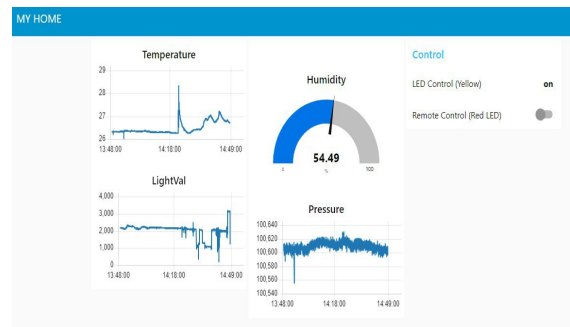 MY HOME
Temperature
29
28
27
26
13:48:00 14:18:00 14:49:00
LightVal
4,000
3,000
2,000
1,000
0
13:48:00 14:18:00 14:49:00
Humidity
54.49
0 % 100
Pressure
100,640
100,620
100,600
100,580
100,560
100,540
13:48:00 14:18:00 14:49:00
Control
LED Control (Yellow) on
Remote Control (Red LED)